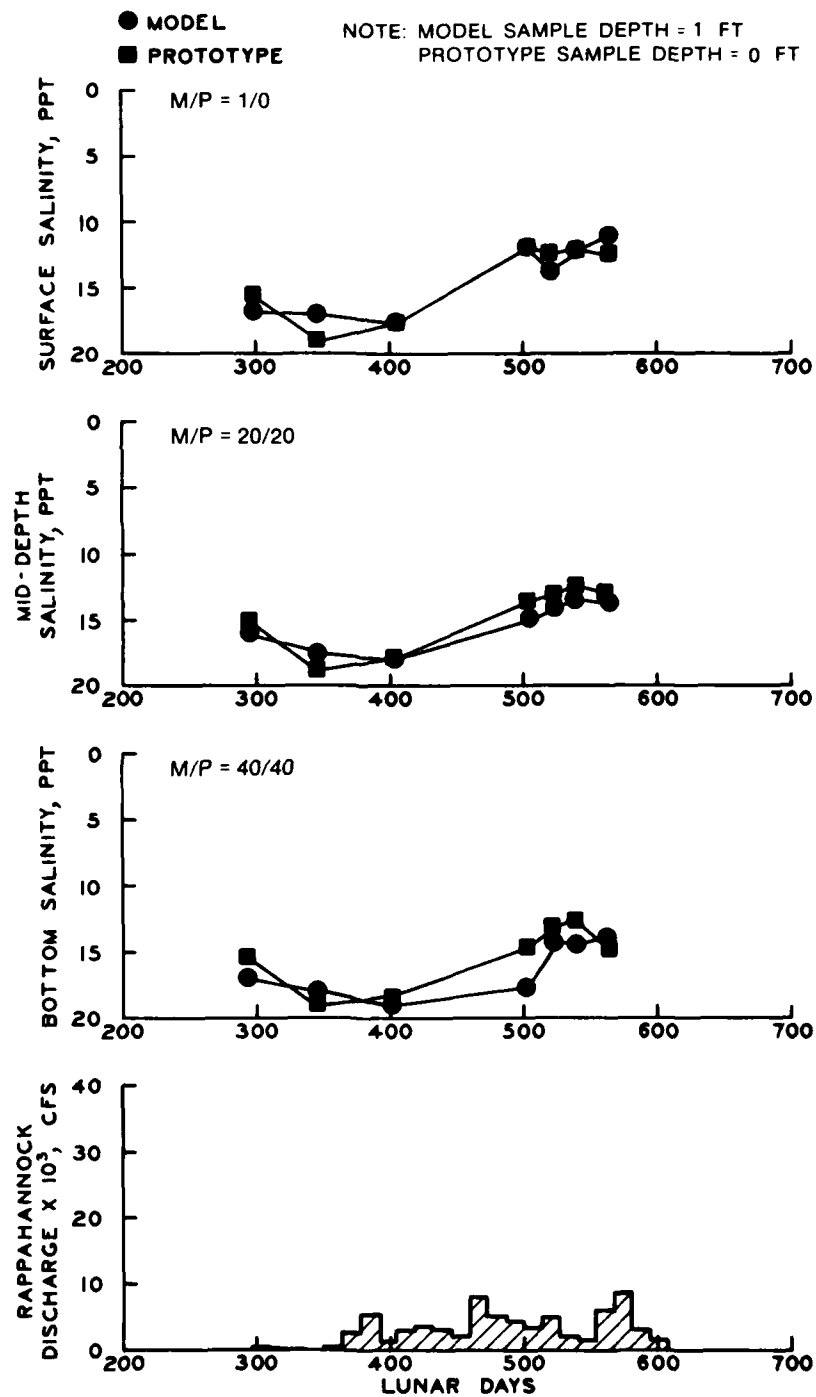 MODEL
PROTOTYPE
NOTE: MODEL SAMPLE DEPTH = 1 FT
PROTOTYPE SAMPLE DEPTH = 0 FT
SURFACE SALINITY, PPT
M/P = 1/0
0
5
10
15
20
200 300 400 500 600 700
MID-DEPTH
SALINITY, PPT
M/P = 20/20
0
5
10
15
20
200 300 400 500 600 700
BOTTOM SALINITY, PPT
M/P = 40/40
0
5
10
15
20
200 300 400 500 600 700
RAPPAHANNOCK
DISCHARGE X 10³, CFS
40
30
20
10
0
200 300 400 500 600 700
LUNAR DAYS